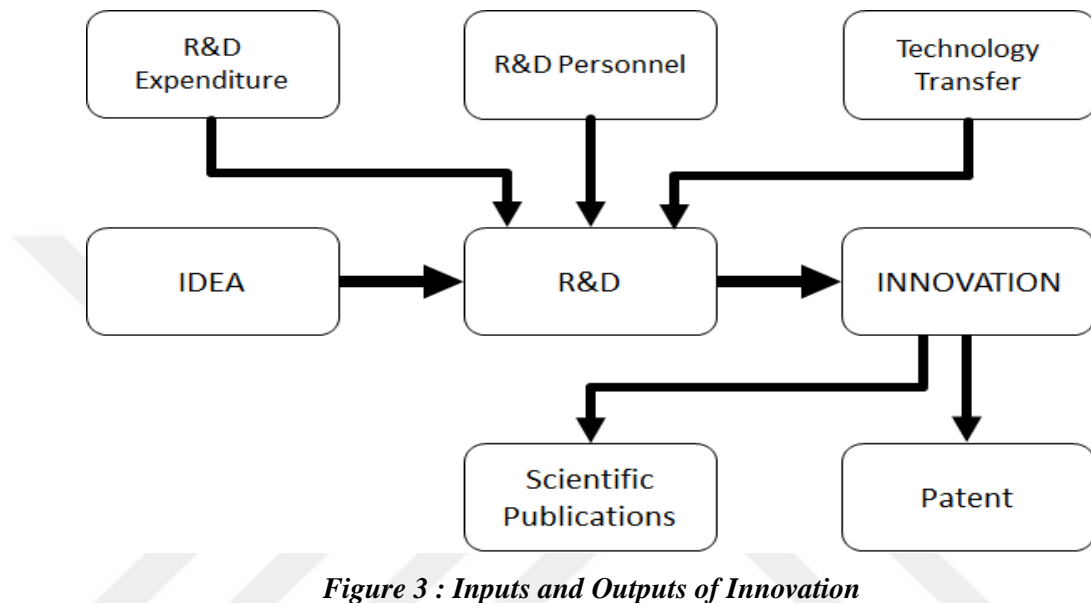 R&D
Expenditure
R&D Personnel
Technology
Transfer
IDEA
R&D
INNOVATION
Scientific
Publications
Patent
Figure 3 : Inputs and Outputs of Innovation